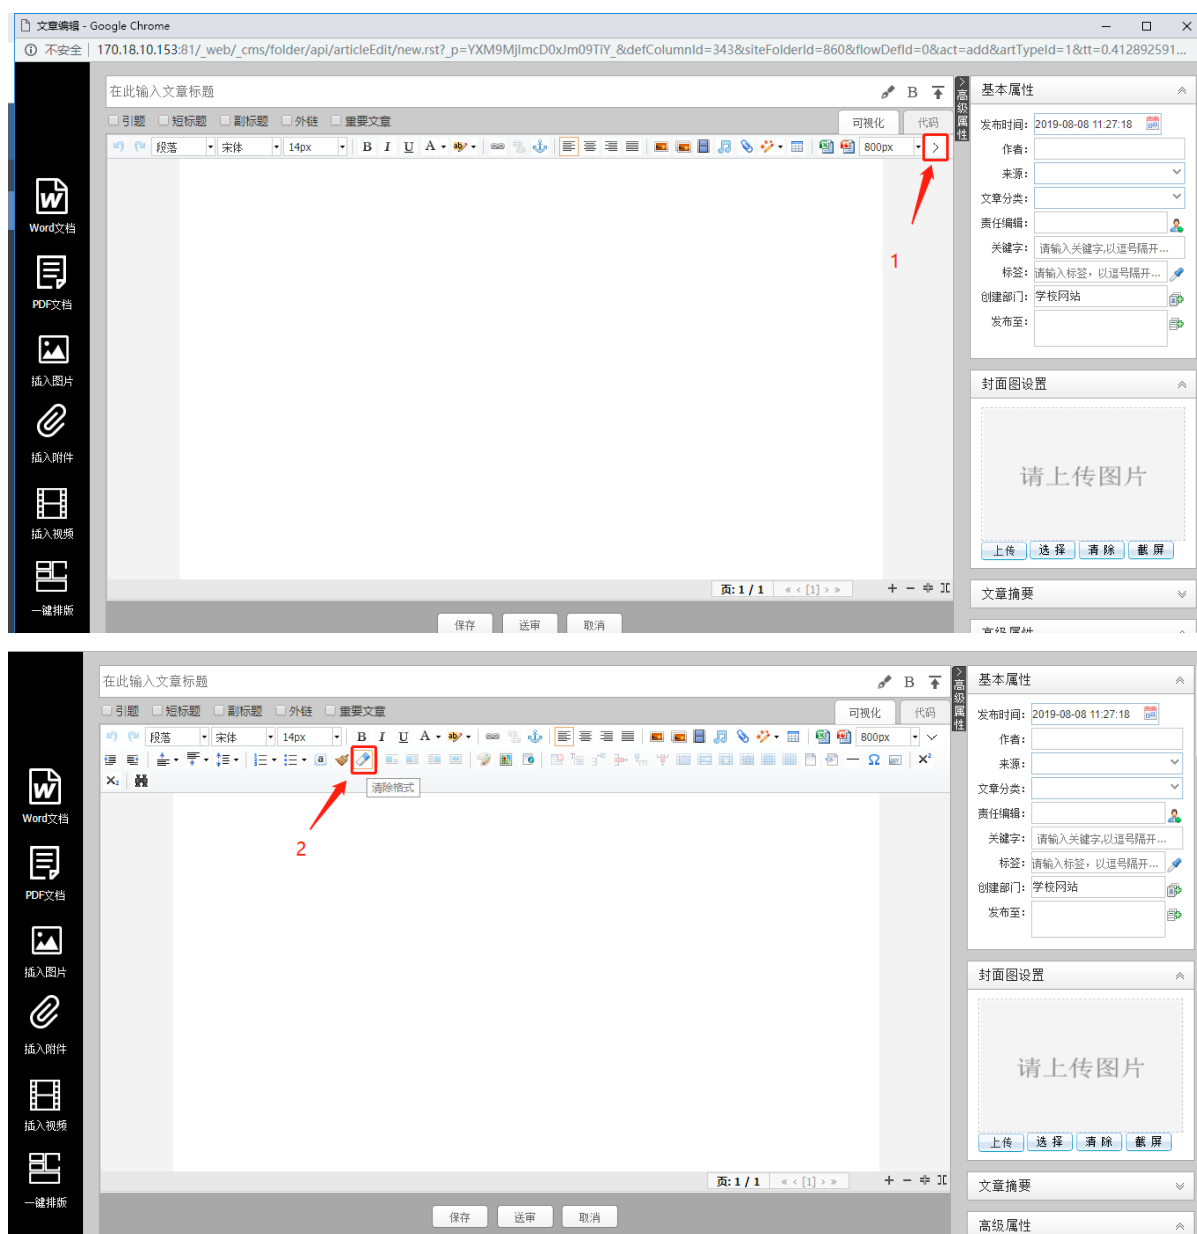 文章编辑 - Google Chrome
不安全 170.18.10.153:81/_web/_cms/folder/api/articleEdit/new.rst?_p=YXM9MjImcD0xJm09TiY_&defColumnId=343&siteFolderId=860&flowDefId=0&act=add&artTypeId=1&tt=0.412892591...
在此输入文章标题 B
引题 短标题 副标题 外链 重要文章 可视化 代码
段落 宋体 14px B I U A 800px
高级属性
Word文档
PDF文档
插入图片
插入附件
插入视频
一键排版
1
页: 1 / 1 « ‹ [1] › »
保存 送审 取消
基本属性
发布时间: 2019-08-08 11:27:18
作者:
来源:
文章分类:
责任编辑:
关键字: 请输入关键字,以逗号隔开...
标签: 请输入标签，以逗号隔开...
创建部门: 学校网站
发布至:
封面图设置
请上传图片
上传 选择 清除 截屏
文章摘要
高级属性
在此输入文章标题 B
引题 短标题 副标题 外链 重要文章 可视化 代码
段落 宋体 14px B I U A 800px
Ω X²
X₂
清除格式
高级属性
Word文档
PDF文档
插入图片
插入附件
插入视频
一键排版
2
页: 1 / 1 « ‹ [1] › »
保存 送审 取消
基本属性
发布时间: 2019-08-08 11:27:18
作者:
来源:
文章分类:
责任编辑:
关键字: 请输入关键字,以逗号隔开...
标签: 请输入标签，以逗号隔开...
创建部门: 学校网站
发布至:
封面图设置
请上传图片
上传 选择 清除 截屏
文章摘要
高级属性